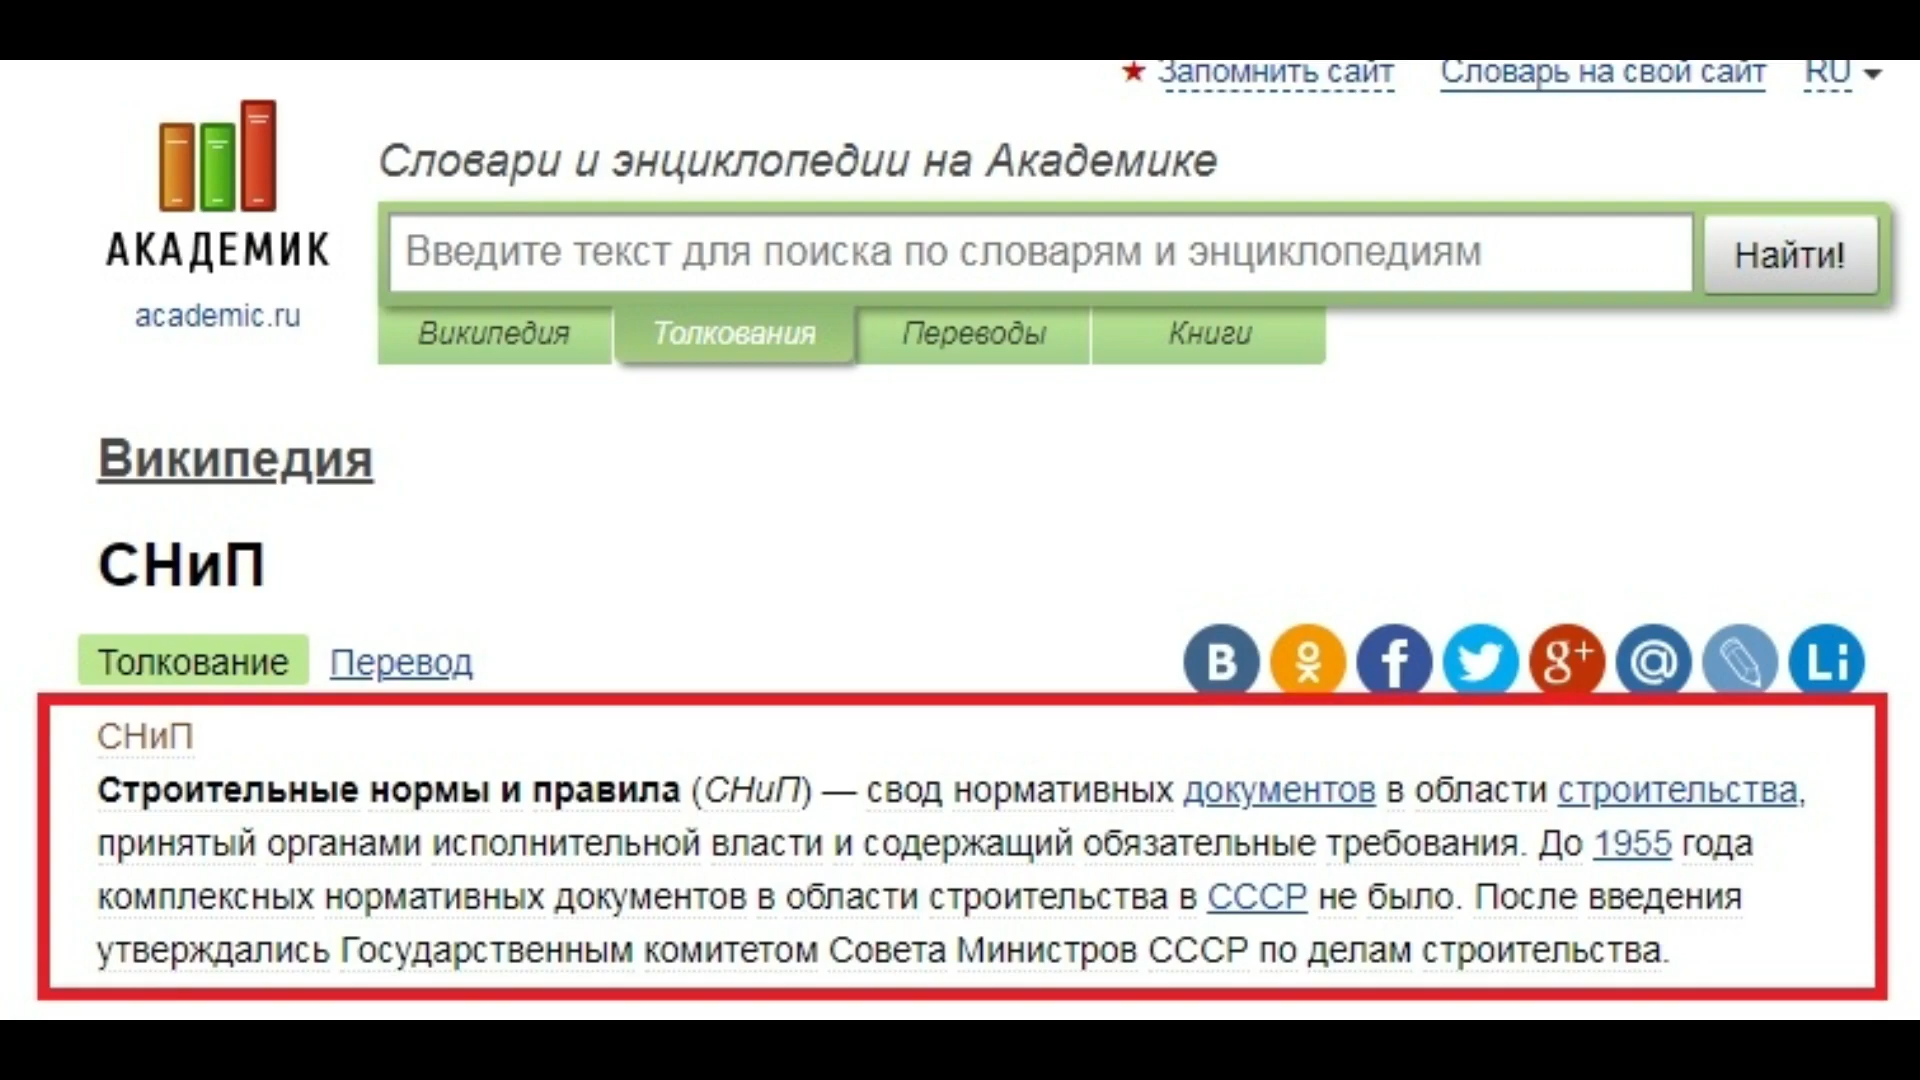 ★ Запомнить сайт Словарь на свой сайт RU
Словари и энциклопедии на Академике
АКАДЕМИК
academic.ru
Введите текст для поиска по словарям и энциклопедиям Найти!
Википедия Толкования Переводы Книги
Википедия
СНиП
Толкование Перевод
В f g+ @ Li
СНиП
Строительные нормы и правила (СНиП) — свод нормативных документов в области строительства,
принятый органами исполнительной власти и содержащий обязательные требования. До 1955 года
комплексных нормативных документов в области строительства в СССР не было. После введения
утверждались Государственным комитетом Совета Министров СССР по делам строительства.